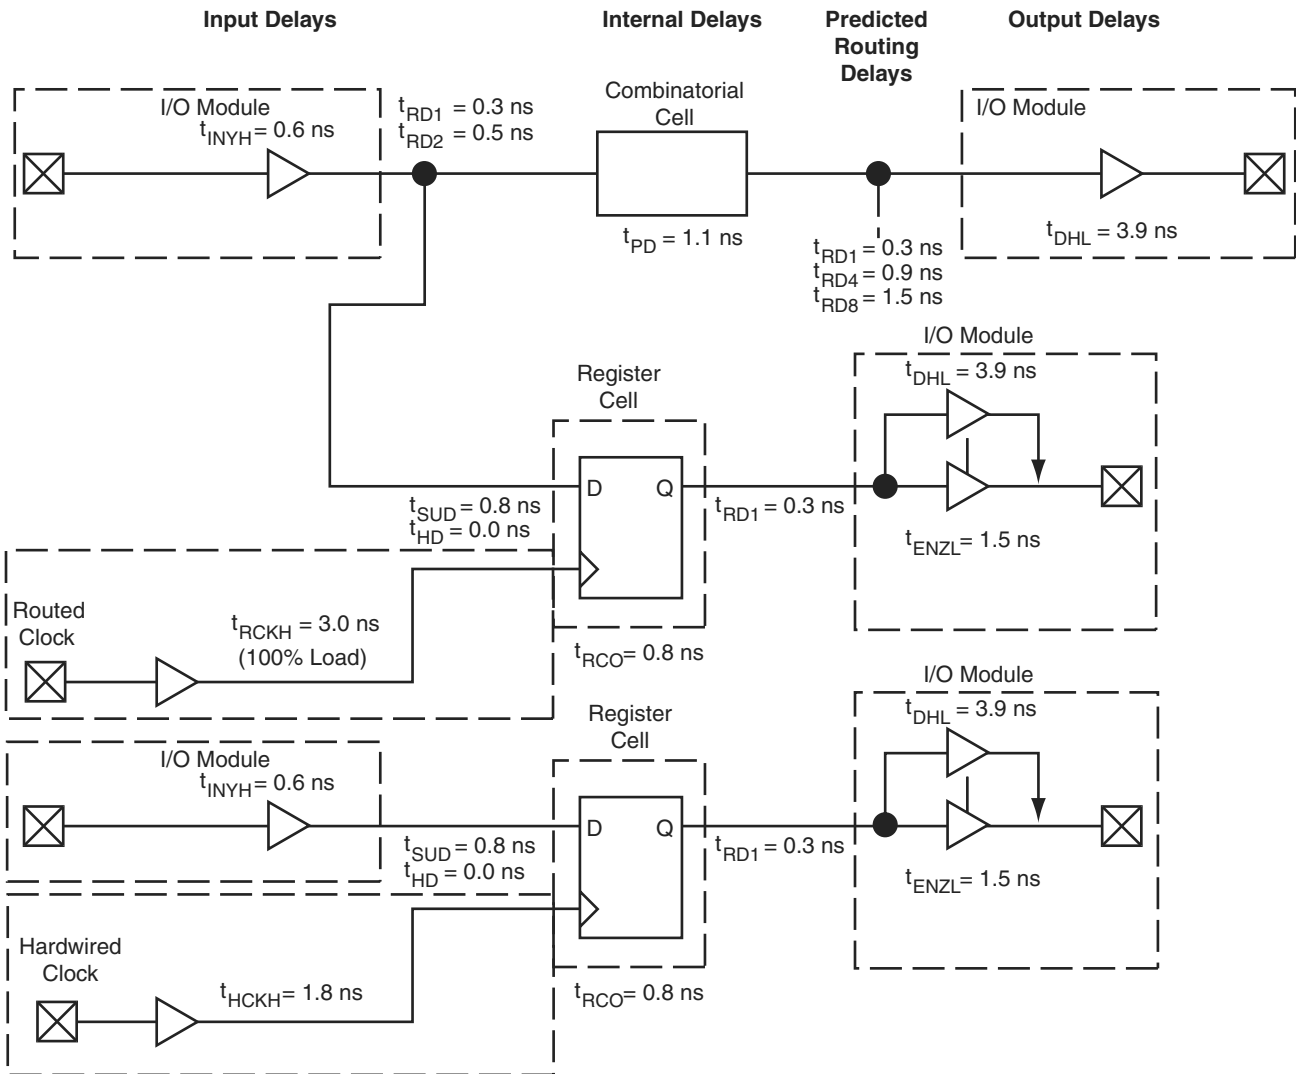 Input Delays
Internal Delays
Predicted
Routing
Delays
Output Delays
I/O Module
tINYH = 0.6 ns
tRD1 = 0.3 ns
tRD2 = 0.5 ns
Combinatorial
Cell
tPD = 1.1 ns
I/O Module
tDHL = 3.9 ns
tRD1 = 0.3 ns
tRD4 = 0.9 ns
tRD8 = 1.5 ns
I/O Module
tDHL = 3.9 ns
Register
Cell
D
Q
tSUD = 0.8 ns
tHD = 0.0 ns
tRD1 = 0.3 ns
tENZL = 1.5 ns
Routed
Clock
tRCKH = 3.0 ns
(100% Load)
tRCO = 0.8 ns
I/O Module
tDHL = 3.9 ns
Register
Cell
I/O Module
tINYH = 0.6 ns
D
Q
tSUD = 0.8 ns
tHD = 0.0 ns
tRD1 = 0.3 ns
tENZL = 1.5 ns
Hardwired
Clock
tHCKH = 1.8 ns
tRCO = 0.8 ns